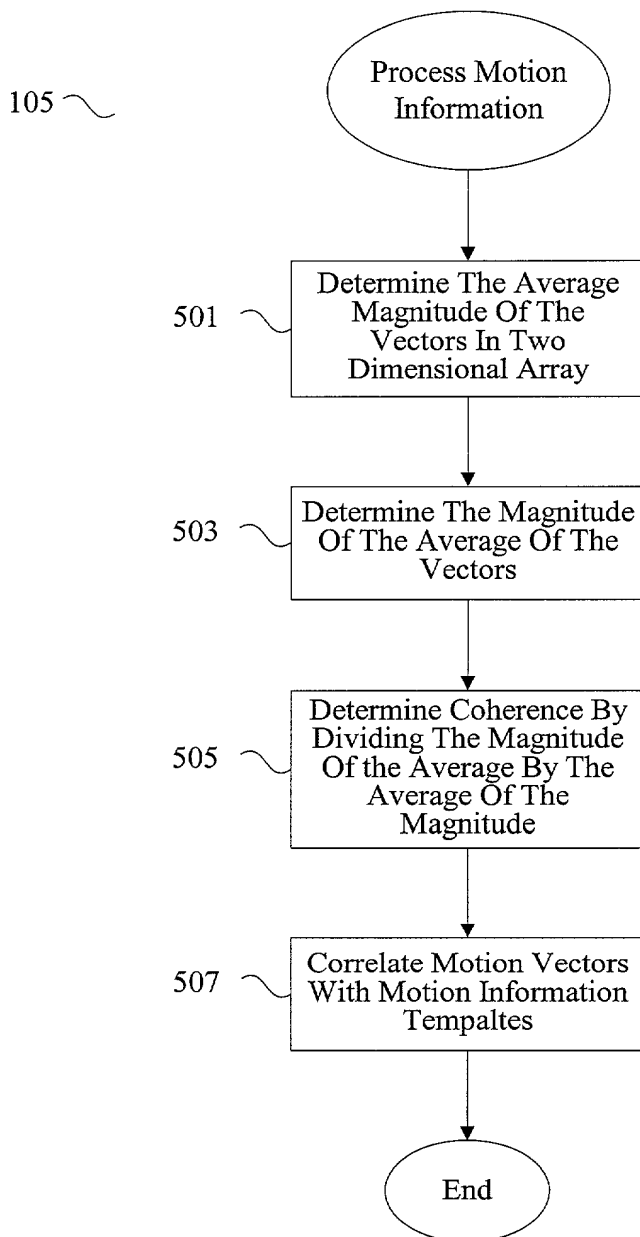 105
Process Motion
Information
501
Determine The Average
Magnitude Of The
Vectors In Two
Dimensional Array
503
Determine The Magnitude
Of The Average Of The
Vectors
505
Determine Coherence By
Dividing The Magnitude
Of the Average By The
Average Of The
Magnitude
507
Correlate Motion Vectors
With Motion Information
Tempaltes
End